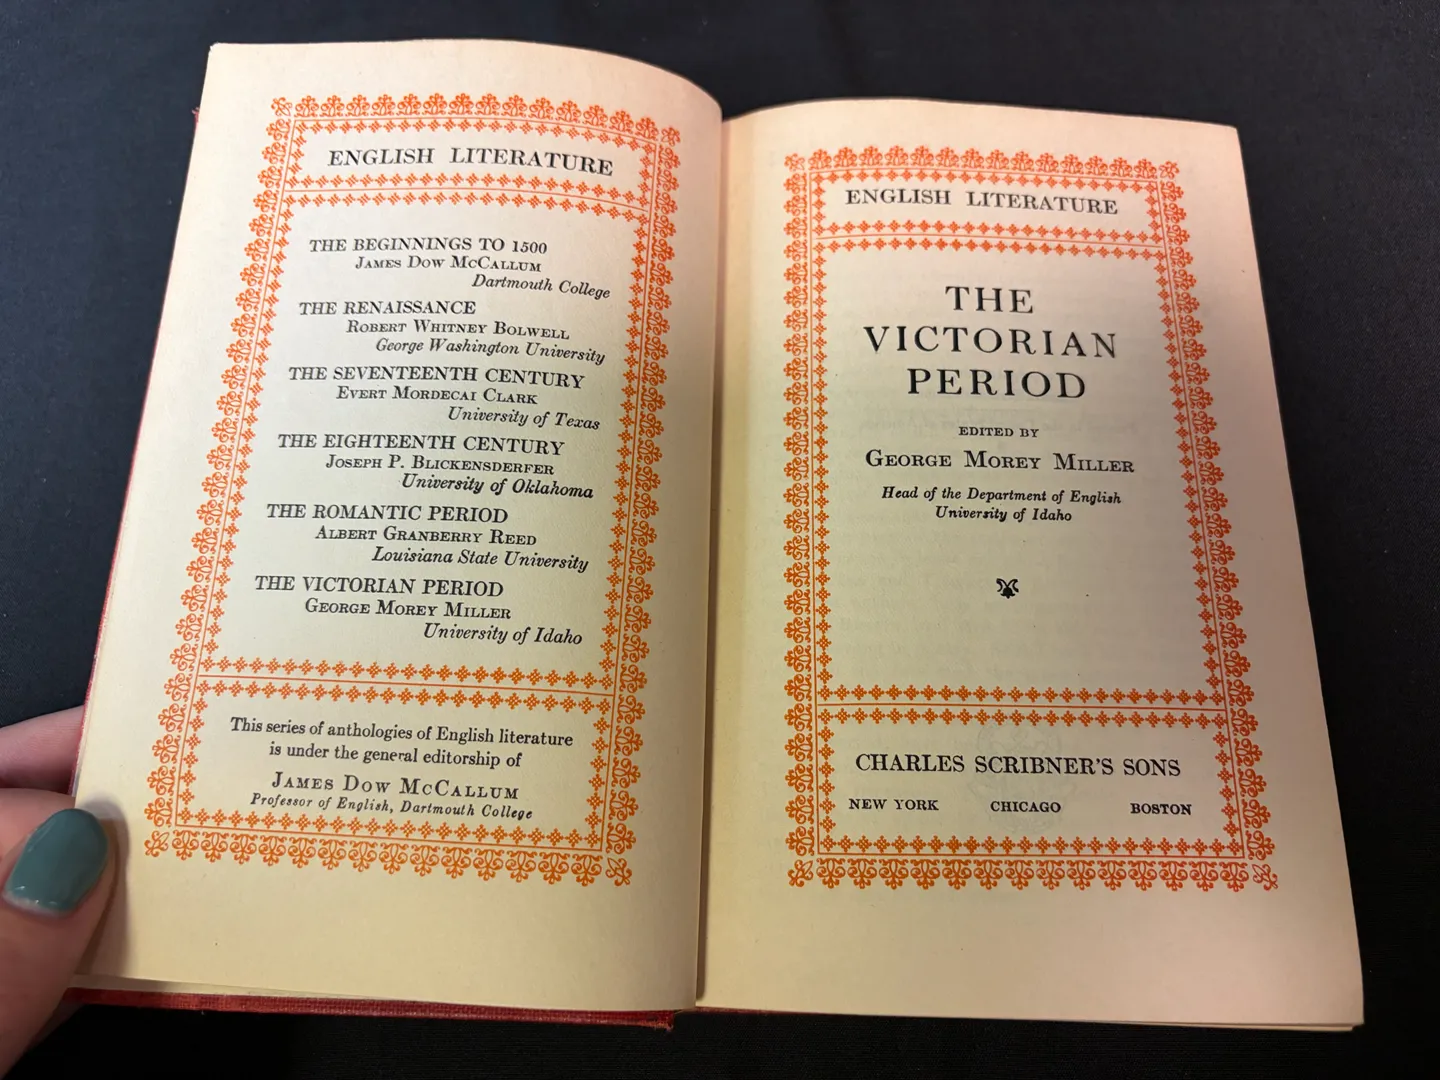 ENGLISH LITERATURE
THE BEGINNINGS TO 1500
JAMES DOW MCCALLUM
Dartmouth College
THE RENAISSANCE
ROBERT WHITNEY BOLWELL
George Washington University
THE SEVENTEENTH CENTURY
EVERT MORDECAI CLARK
University of Texas
THE EIGHTEENTH CENTURY
JOSEPH P. BLICKENSDERFER
University of Oklahoma
THE ROMANTIC PERIOD
ALBERT GRANBERRY REED
Louisiana State University
THE VICTORIAN PERIOD
GEORGE MOREY MILLER
University of Idaho
This series of anthologies of English literature
is under the general editorship of
JAMES DOW MCCALLUM
Professor of English, Dartmouth College
ENGLISH LITERATURE
THE
VICTORIAN
PERIOD
EDITED BY
GEORGE MOREY MILLER
Head of the Department of English
University of Idaho
CHARLES SCRIBNER'S SONS
NEW YORK CHICAGO BOSTON